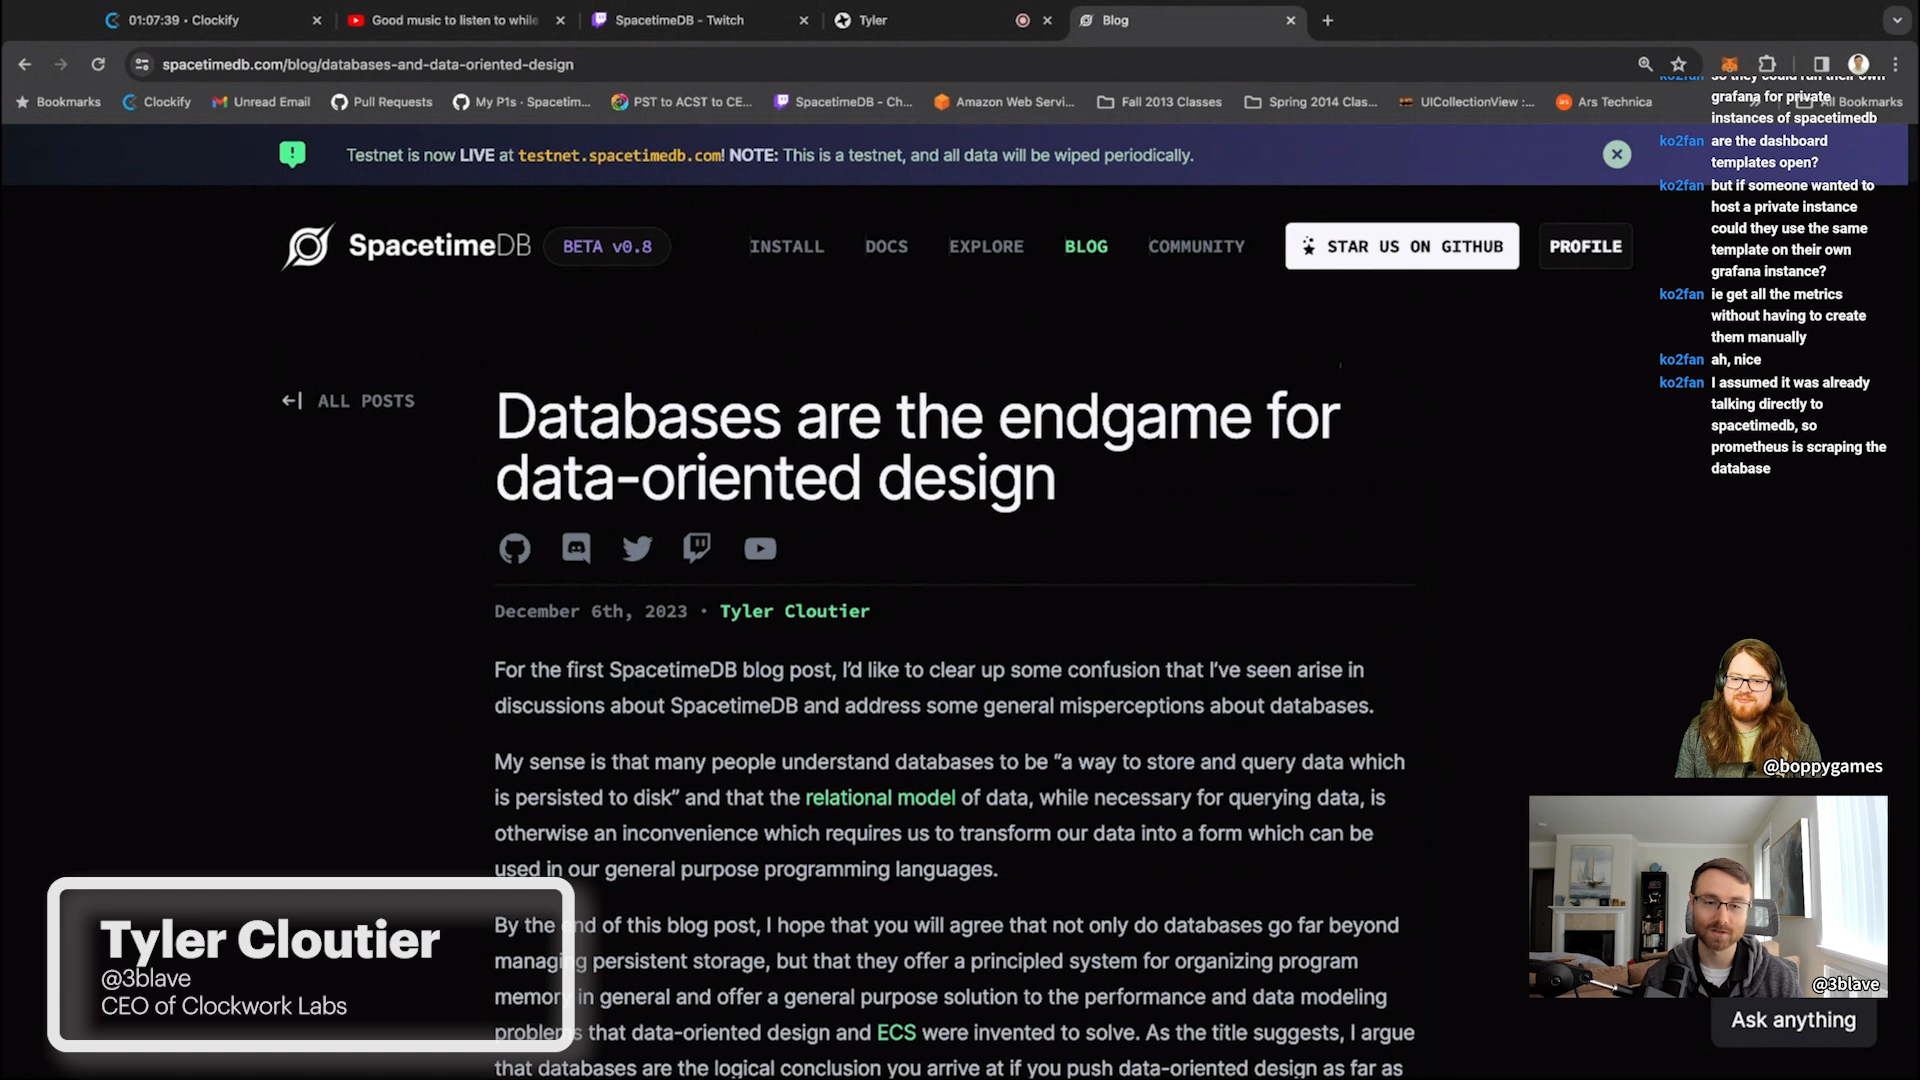 01:07:39 • Clockify
Good music to listen to while
SpacetimeDB - Twitch
Tyler
Blog
spacetimedb.com/blog/databases-and-data-oriented-design
Bookmarks
Clockify
Unread Email
Pull Requests
My P1s · Spacetim...
PST to ACST to CE...
SpacetimeDB - Ch...
Amazon Web Servi...
Fall 2013 Classes
Spring 2014 Clas...
UICollectionView :...
Ars Technica
All Bookmarks
Testnet is now LIVE at testnet.spacetimedb.com! NOTE: This is a testnet, and all data will be wiped periodically.
SpacetimeDB
BETA v0.8
INSTALL
DOCS
EXPLORE
BLOG
COMMUNITY
STAR US ON GITHUB
PROFILE
ALL POSTS
Databases are the endgame for
data-oriented design
December 6th, 2023 · Tyler Cloutier
For the first SpacetimeDB blog post, I'd like to clear up some confusion that I've seen arise in
discussions about SpacetimeDB and address some general misperceptions about databases.
My sense is that many people understand databases to be "a way to store and query data which
is persisted to disk" and that the relational model of data, while necessary for querying data, is
otherwise an inconvenience which requires us to transform our data into a form which can be
used in our general purpose programming languages.
By the end of this blog post, I hope that you will agree that not only do databases go far beyond
managing persistent storage, but that they offer a principled system for organizing program
memory in general and offer a general purpose solution to the performance and data modeling
problems that data-oriented design and ECS were invented to solve. As the title suggests, I argue
that databases are the logical conclusion you arrive at if you push data-oriented design as far as
ko2fan so they could run their own
grafana for private
instances of spacetimedb
ko2fan are the dashboard
templates open?
ko2fan but if someone wanted to
host a private instance
could they use the same
template on their own
grafana instance?
ko2fan ie get all the metrics
without having to create
them manually
ko2fan ah, nice
ko2fan I assumed it was already
talking directly to
spacetimedb, so
prometheus is scraping the
database
@boppygames
@3blave
Ask anything
Tyler Cloutier
@3blave
CEO of Clockwork Labs